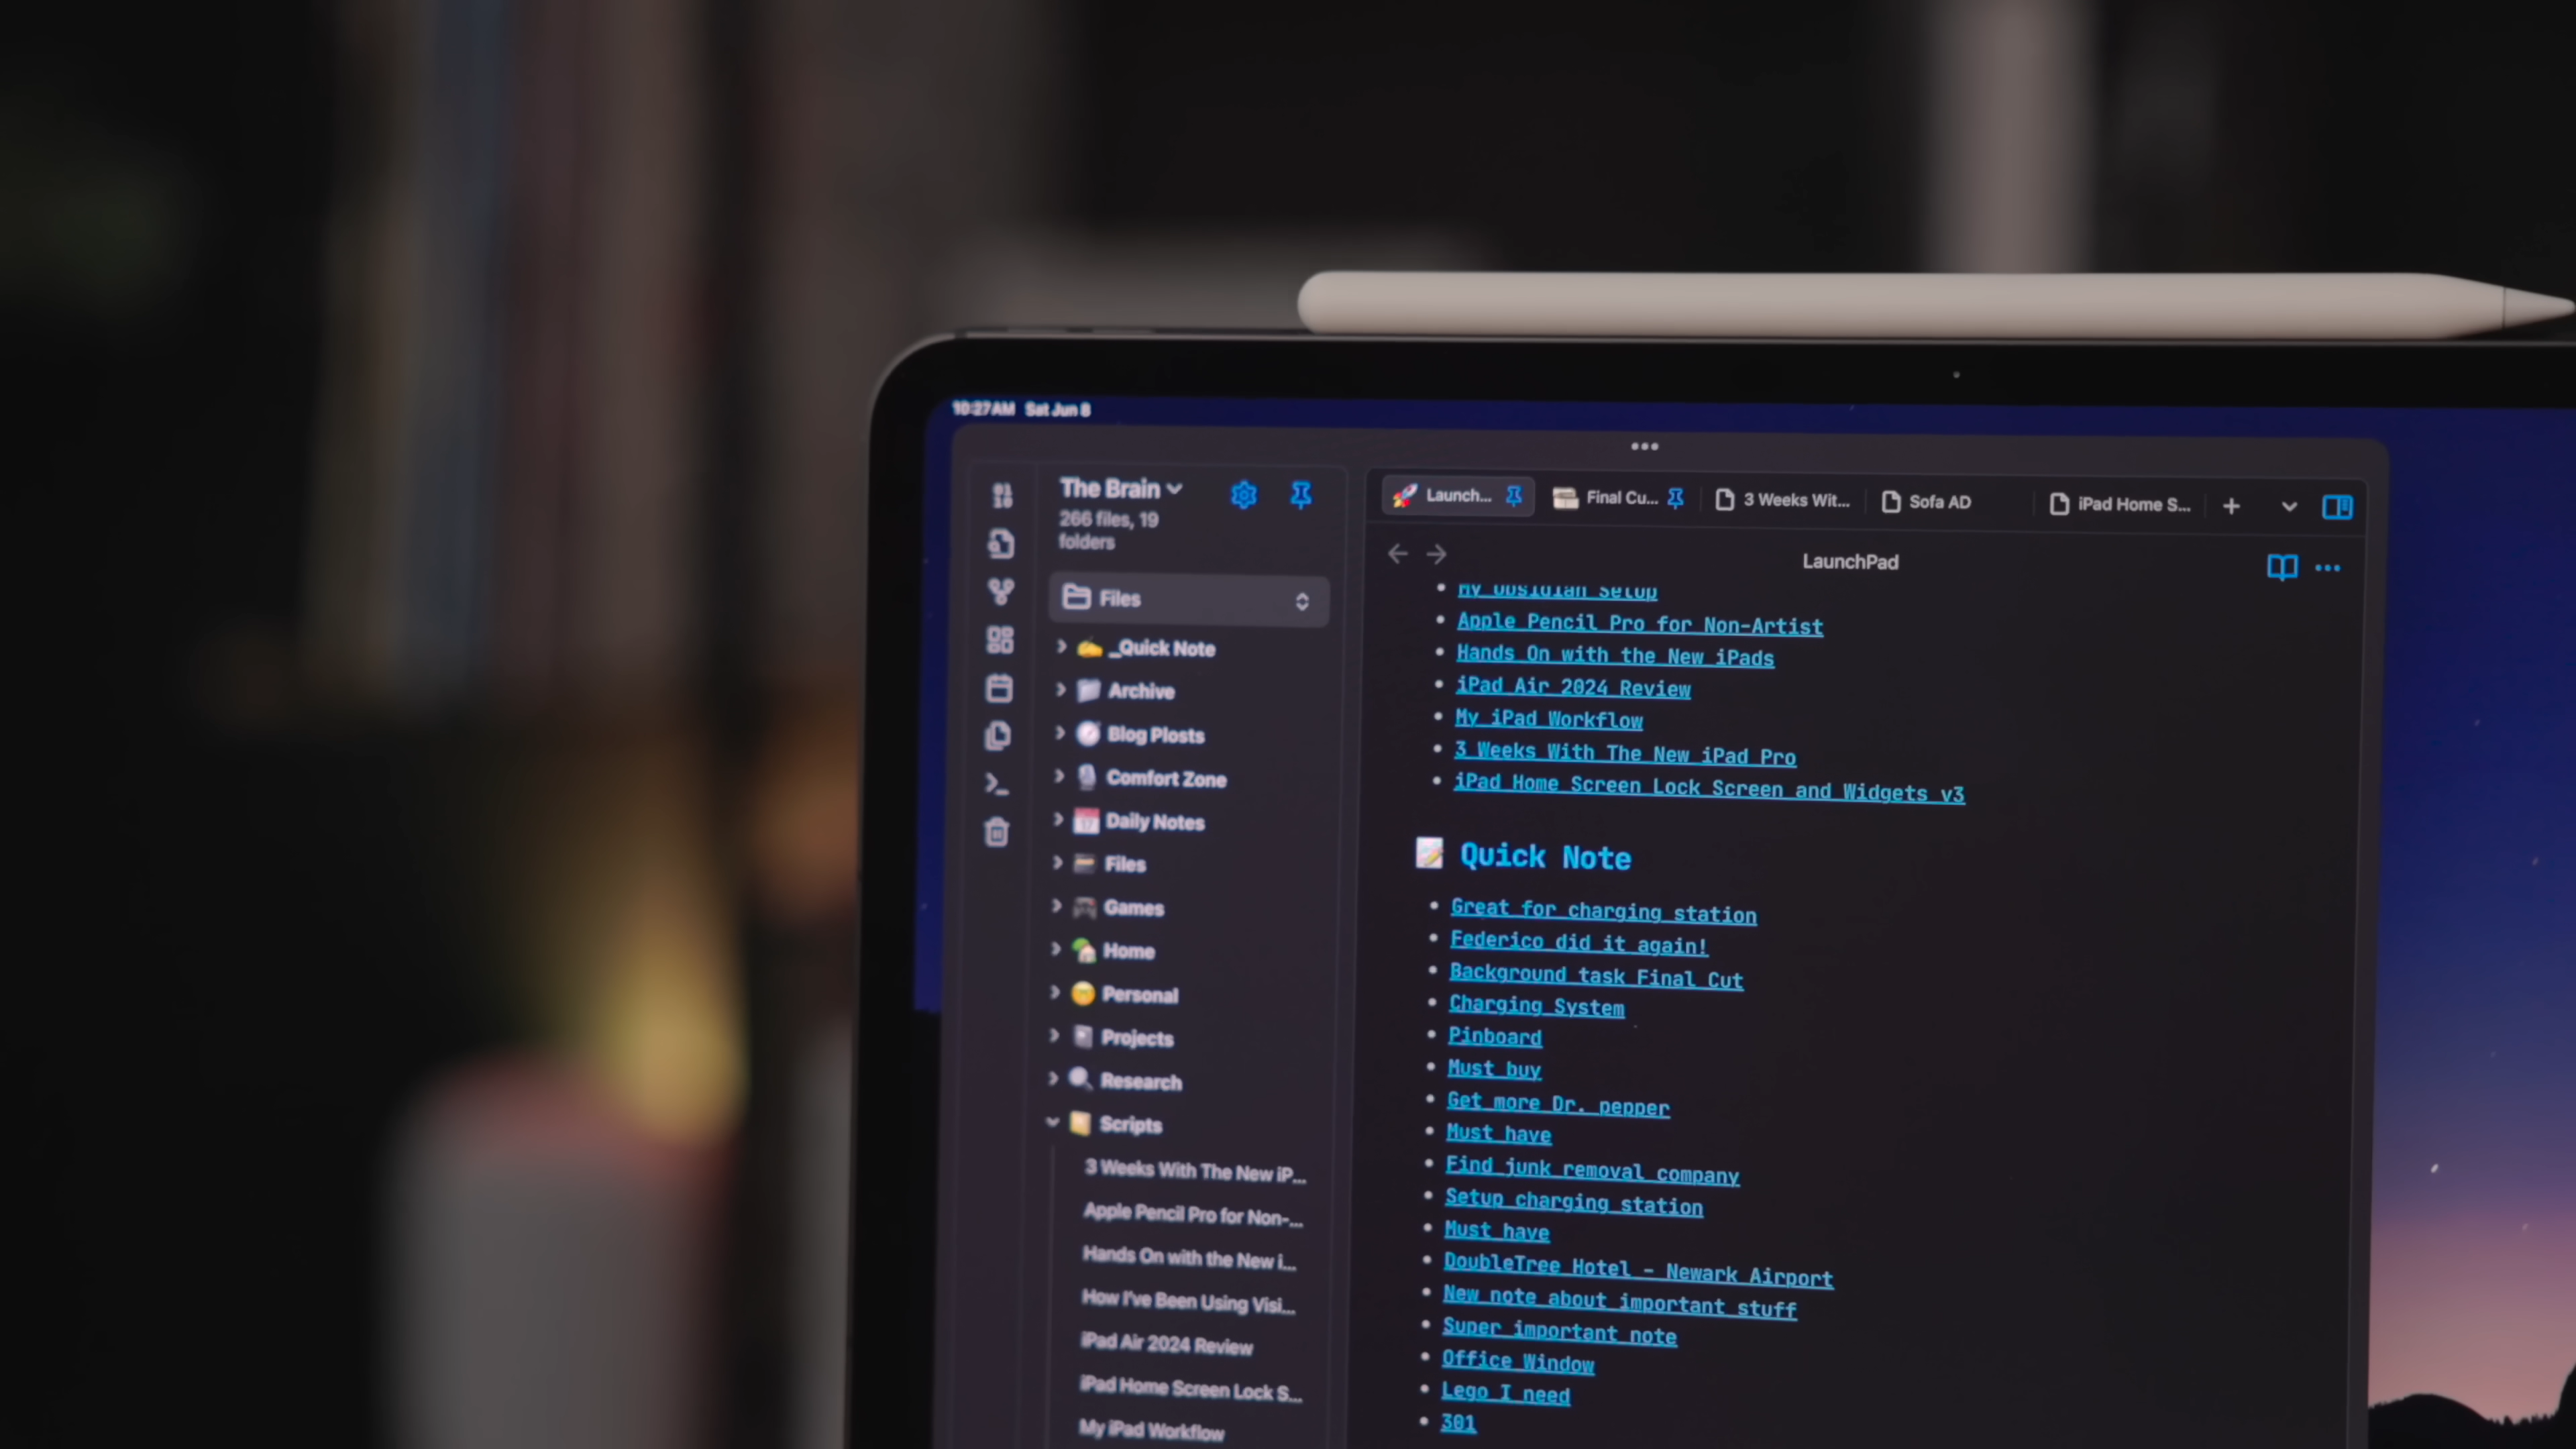 10:27AM Sat Jun 8
The Brain
266 files, 19
folders
Files
_Quick Note
Archive
Blog Plosts
Comfort Zone
Daily Notes
Files
Games
Home
Personal
Projects
Research
Scripts
3 Weeks With The New iP...
Apple Pencil Pro for Non-...
Hands On with the New i...
How I've Been Using Visi...
iPad Air 2024 Review
iPad Home Screen Lock S...
My iPad Workflow
Launch...
Final Cu...
3 Weeks Wit...
Sofa AD
iPad Home S...
LaunchPad
My Obsidian Setup
Apple Pencil Pro for Non-Artist
Hands On with the New iPads
iPad Air 2024 Review
My iPad Workflow
3 Weeks With The New iPad Pro
iPad Home Screen Lock Screen and Widgets v3
Quick Note
Great for charging station
Federico did it again!
Background task Final Cut
Charging System
Pinboard
Must buy
Get more Dr. pepper
Must have
Find junk removal company
Setup charging station
Must have
DoubleTree Hotel - Newark Airport
New note about important stuff
Super important note
Office Window
Lego I need
301